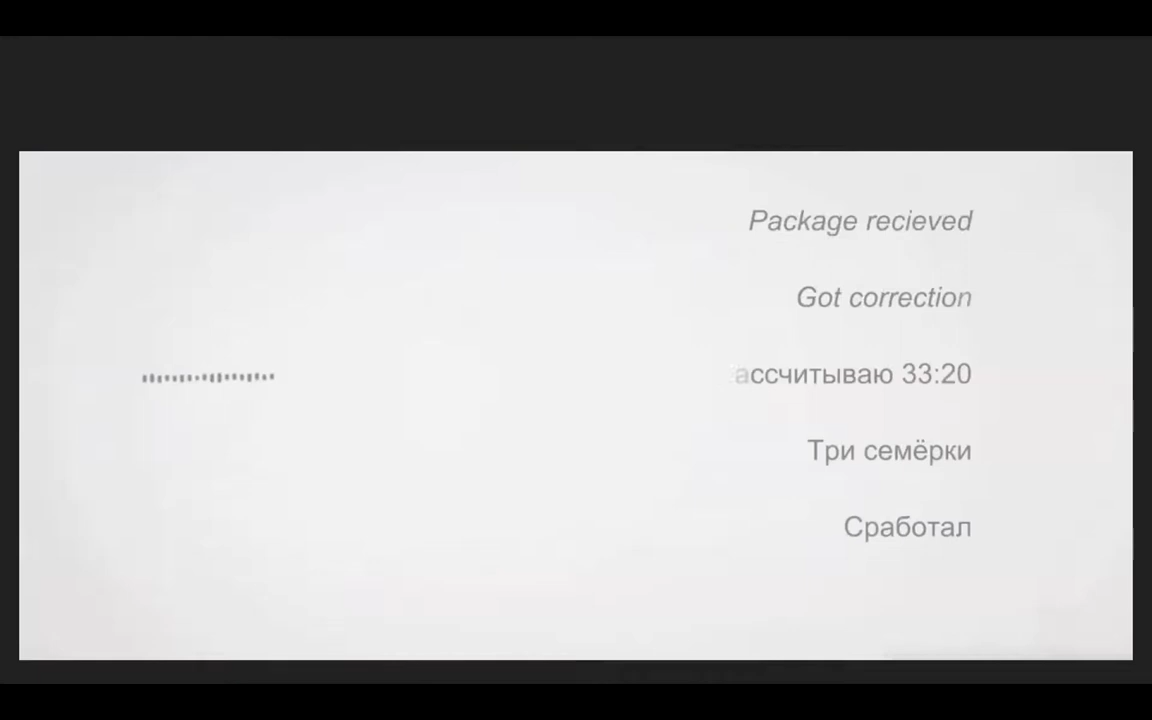 Package recieved
Got correction
ассчитываю 33:20
Три семёрки
Сработал